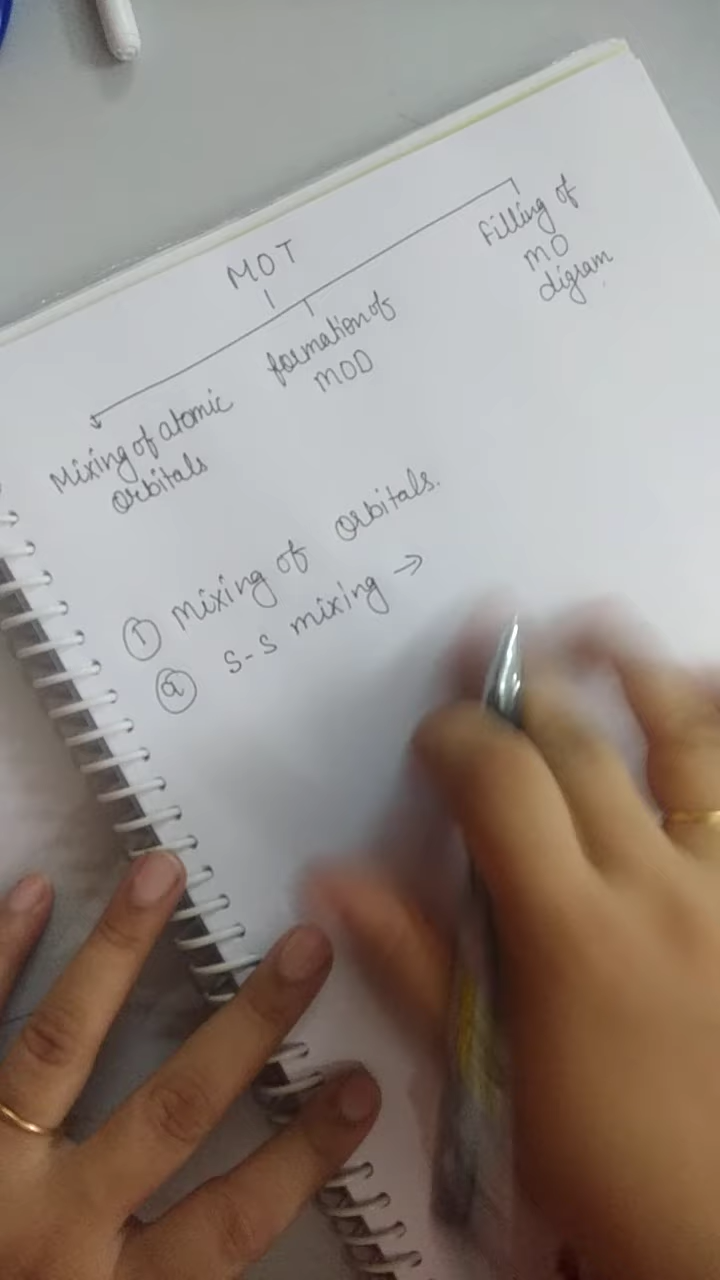 MOT
Mixing of atomic
orbitals
formation of
MOD
Filling of
MO
digram
① Mixing of orbitals.
ⓐ s-s mixing →